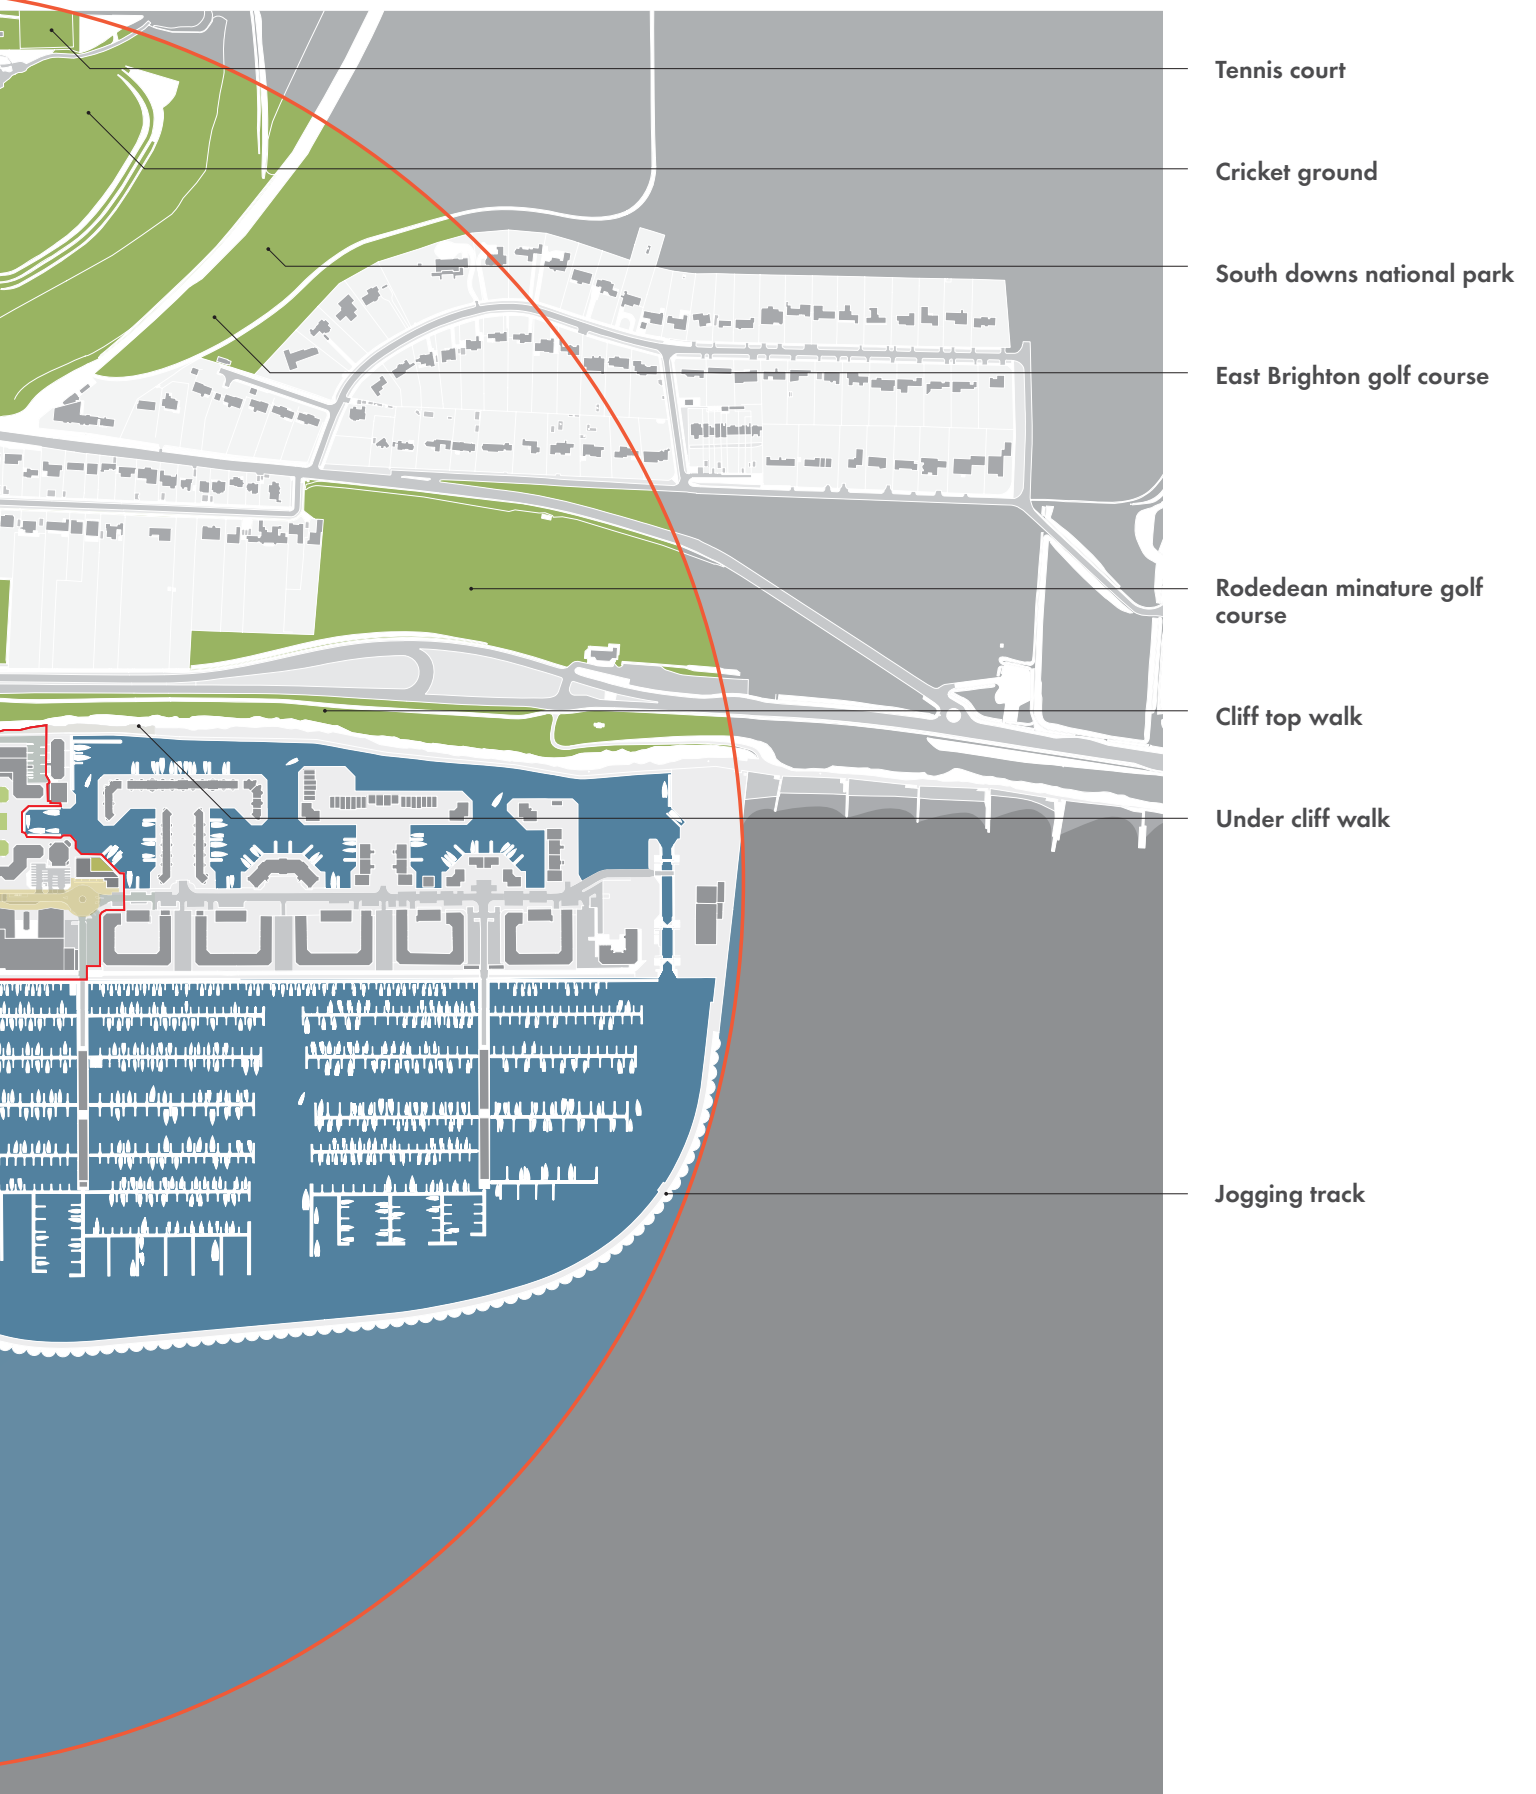 Tennis court
Cricket ground
South downs national park
East Brighton golf course
Rodedean minature golf
course
Cliff top walk
Under cliff walk
Jogging track